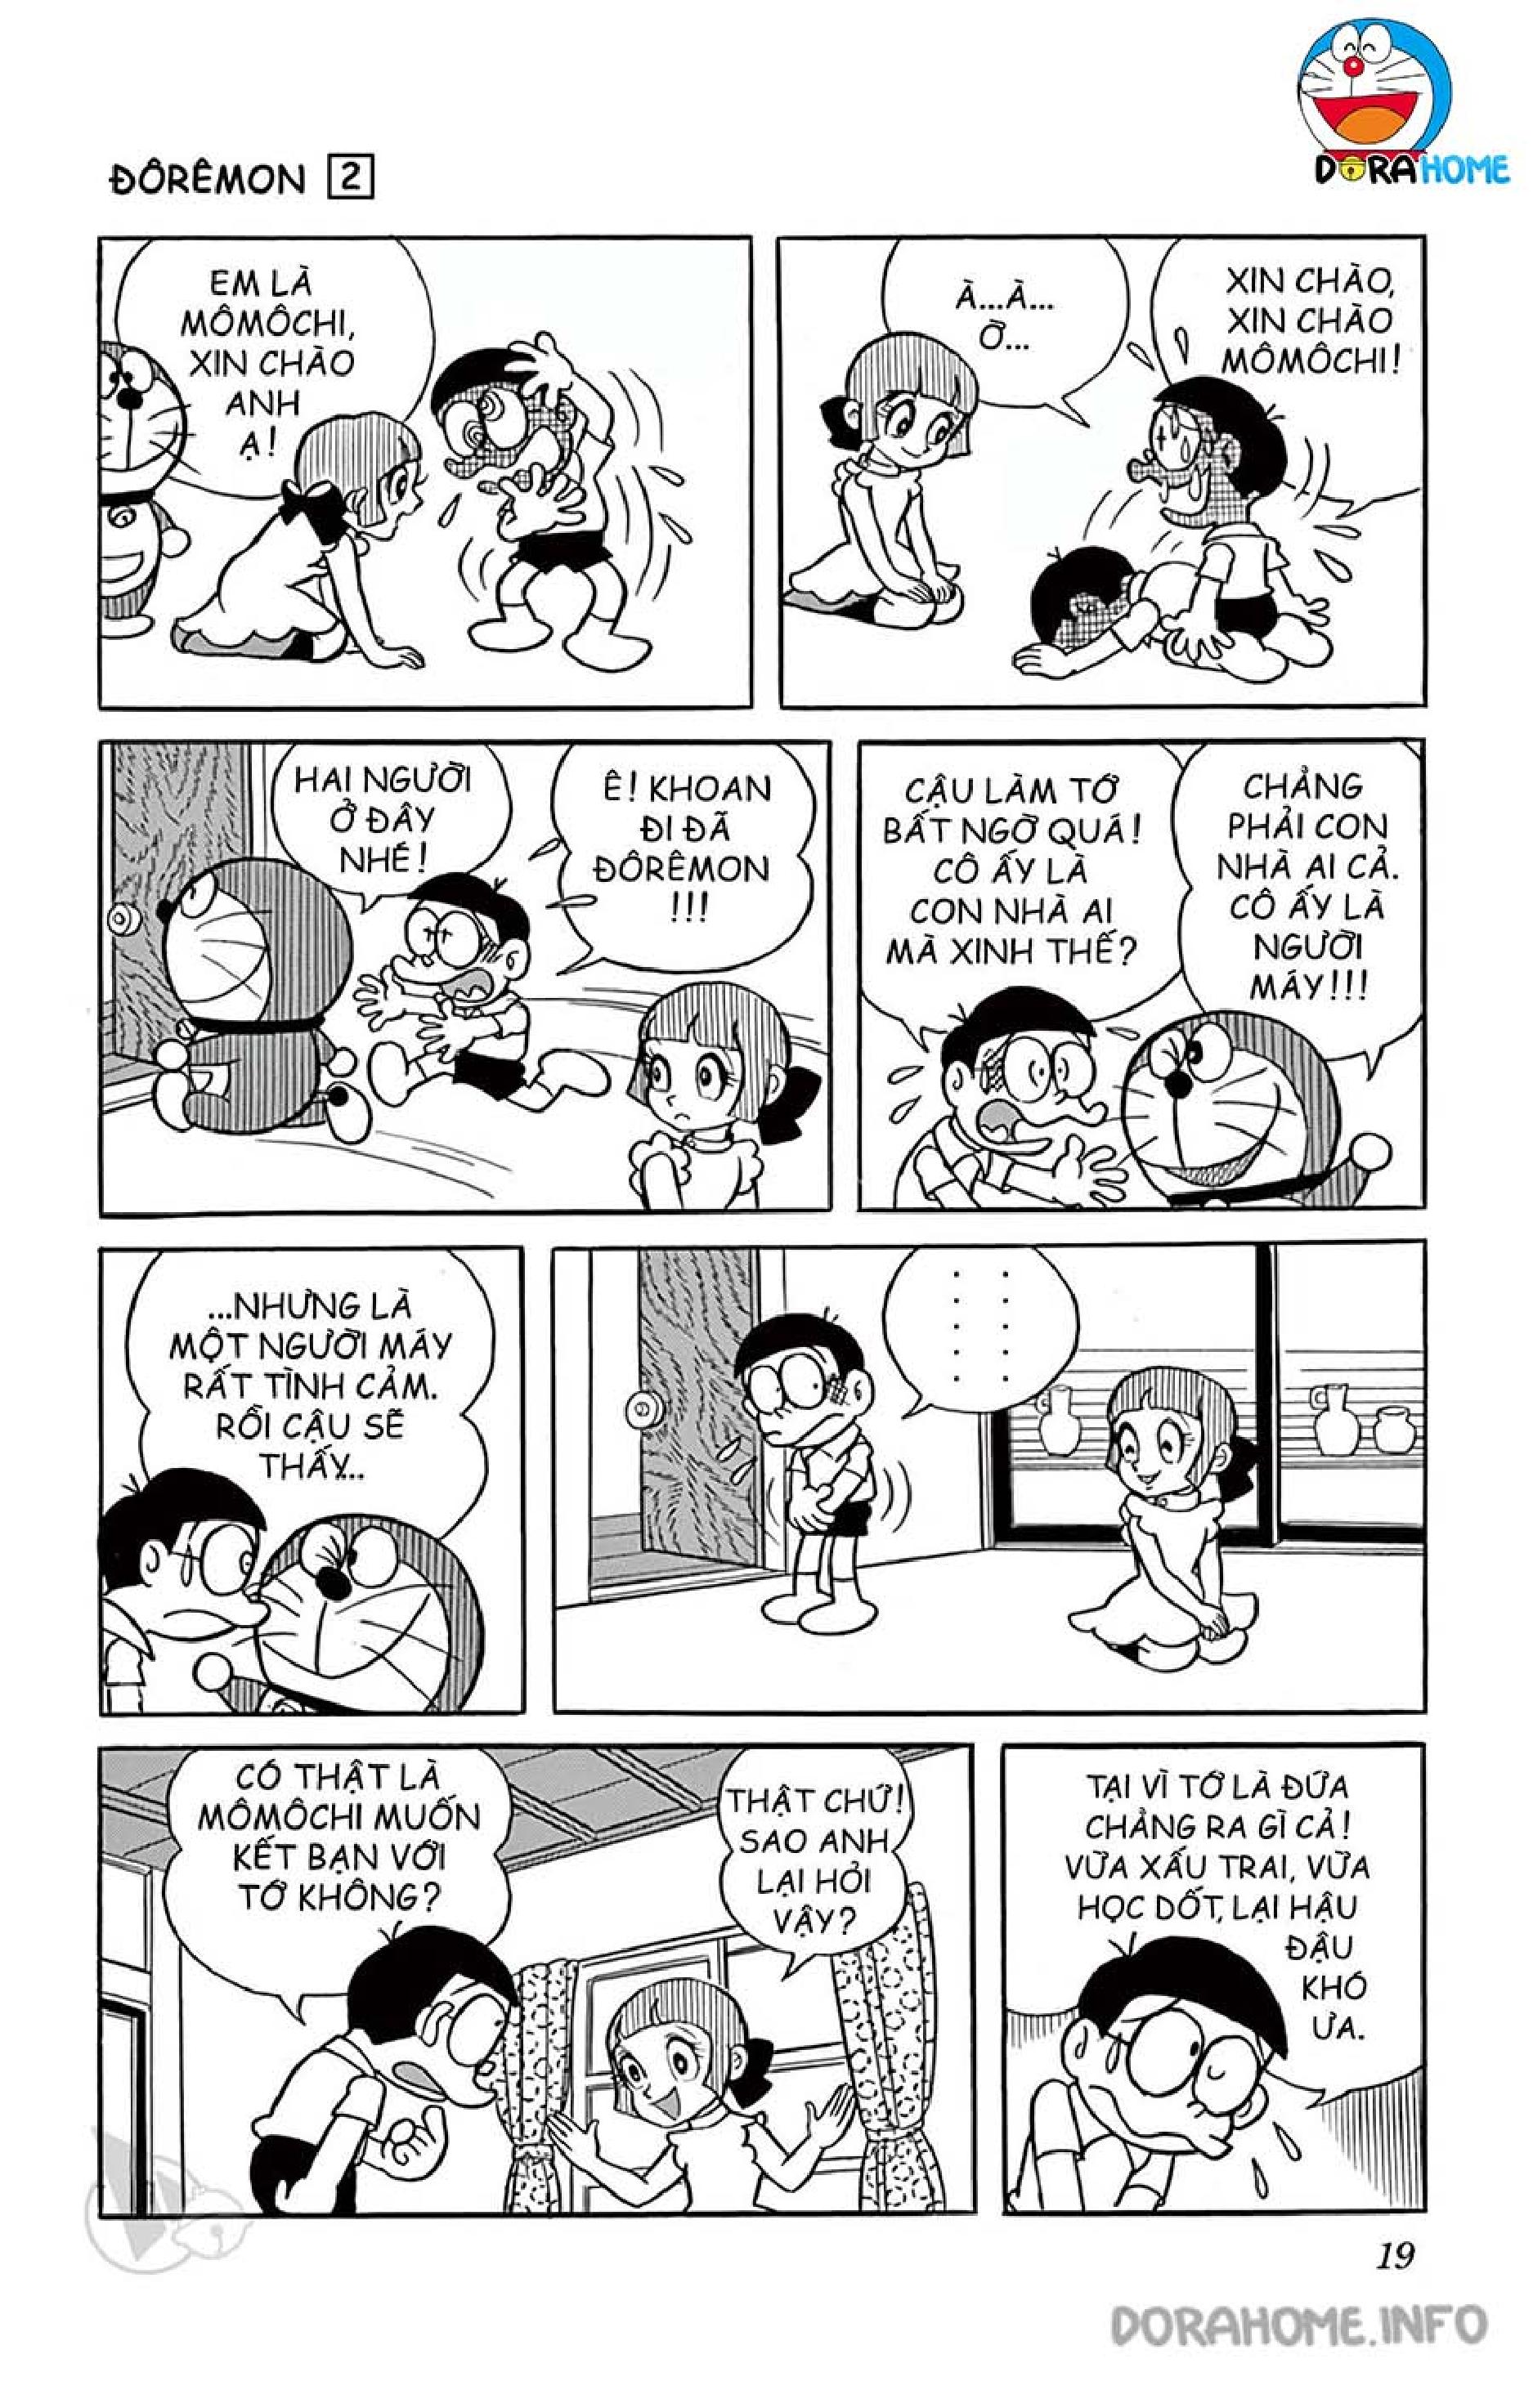 DORAHOME
ĐÔRÊMON 2
EM LÀ
MÔMÔCHI,
XIN CHÀO
ANH
Ạ!
À...À...
Ờ...
XIN CHÀO,
XIN CHÀO
MÔMÔCHI!
HAI NGƯỜI
Ở ĐÂY
NHÉ!
Ê! KHOAN
ĐI ĐÃ
ĐÔRÊMON
!!!
CẬU LÀM TỚ
BẤT NGỜ QUÁ!
CÔ ẤY LÀ
CON NHÀ AI
MÀ XINH THẾ?
CHẲNG
PHẢI CON
NHÀ AI CẢ.
CÔ ẤY LÀ
NGƯỜI
MÁY!!!
...NHƯNG LÀ
MỘT NGƯỜI MÁY
RẤT TÌNH CẢM.
RỒI CẬU SẼ
THẤY...
. .
. .
. .
. .
. .
CÓ THẬT LÀ
MÔMÔCHI MUỐN
KẾT BẠN VỚI
TỚ KHÔNG?
THẬT CHỨ!
SAO ANH
LẠI HỎI
VẬY?
TẠI VÌ TỚ LÀ ĐỨA
CHẲNG RA GÌ CẢ!
VỪA XẤU TRAI, VỪA
HỌC DỐT, LẠI HẬU
ĐẬU
KHÓ
ƯA.
19
DORAHOME.INFO